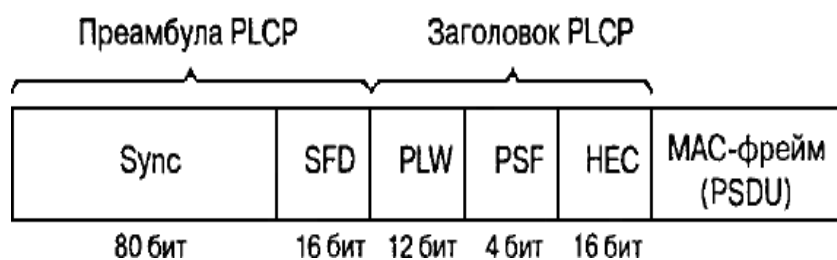 Преамбула PLCP Заголовок PLCP
Sync SFD PLW PSF HEC MAC-фрейм
(PSDU)
80 бит 16 бит 12 бит 4 бит 16 бит